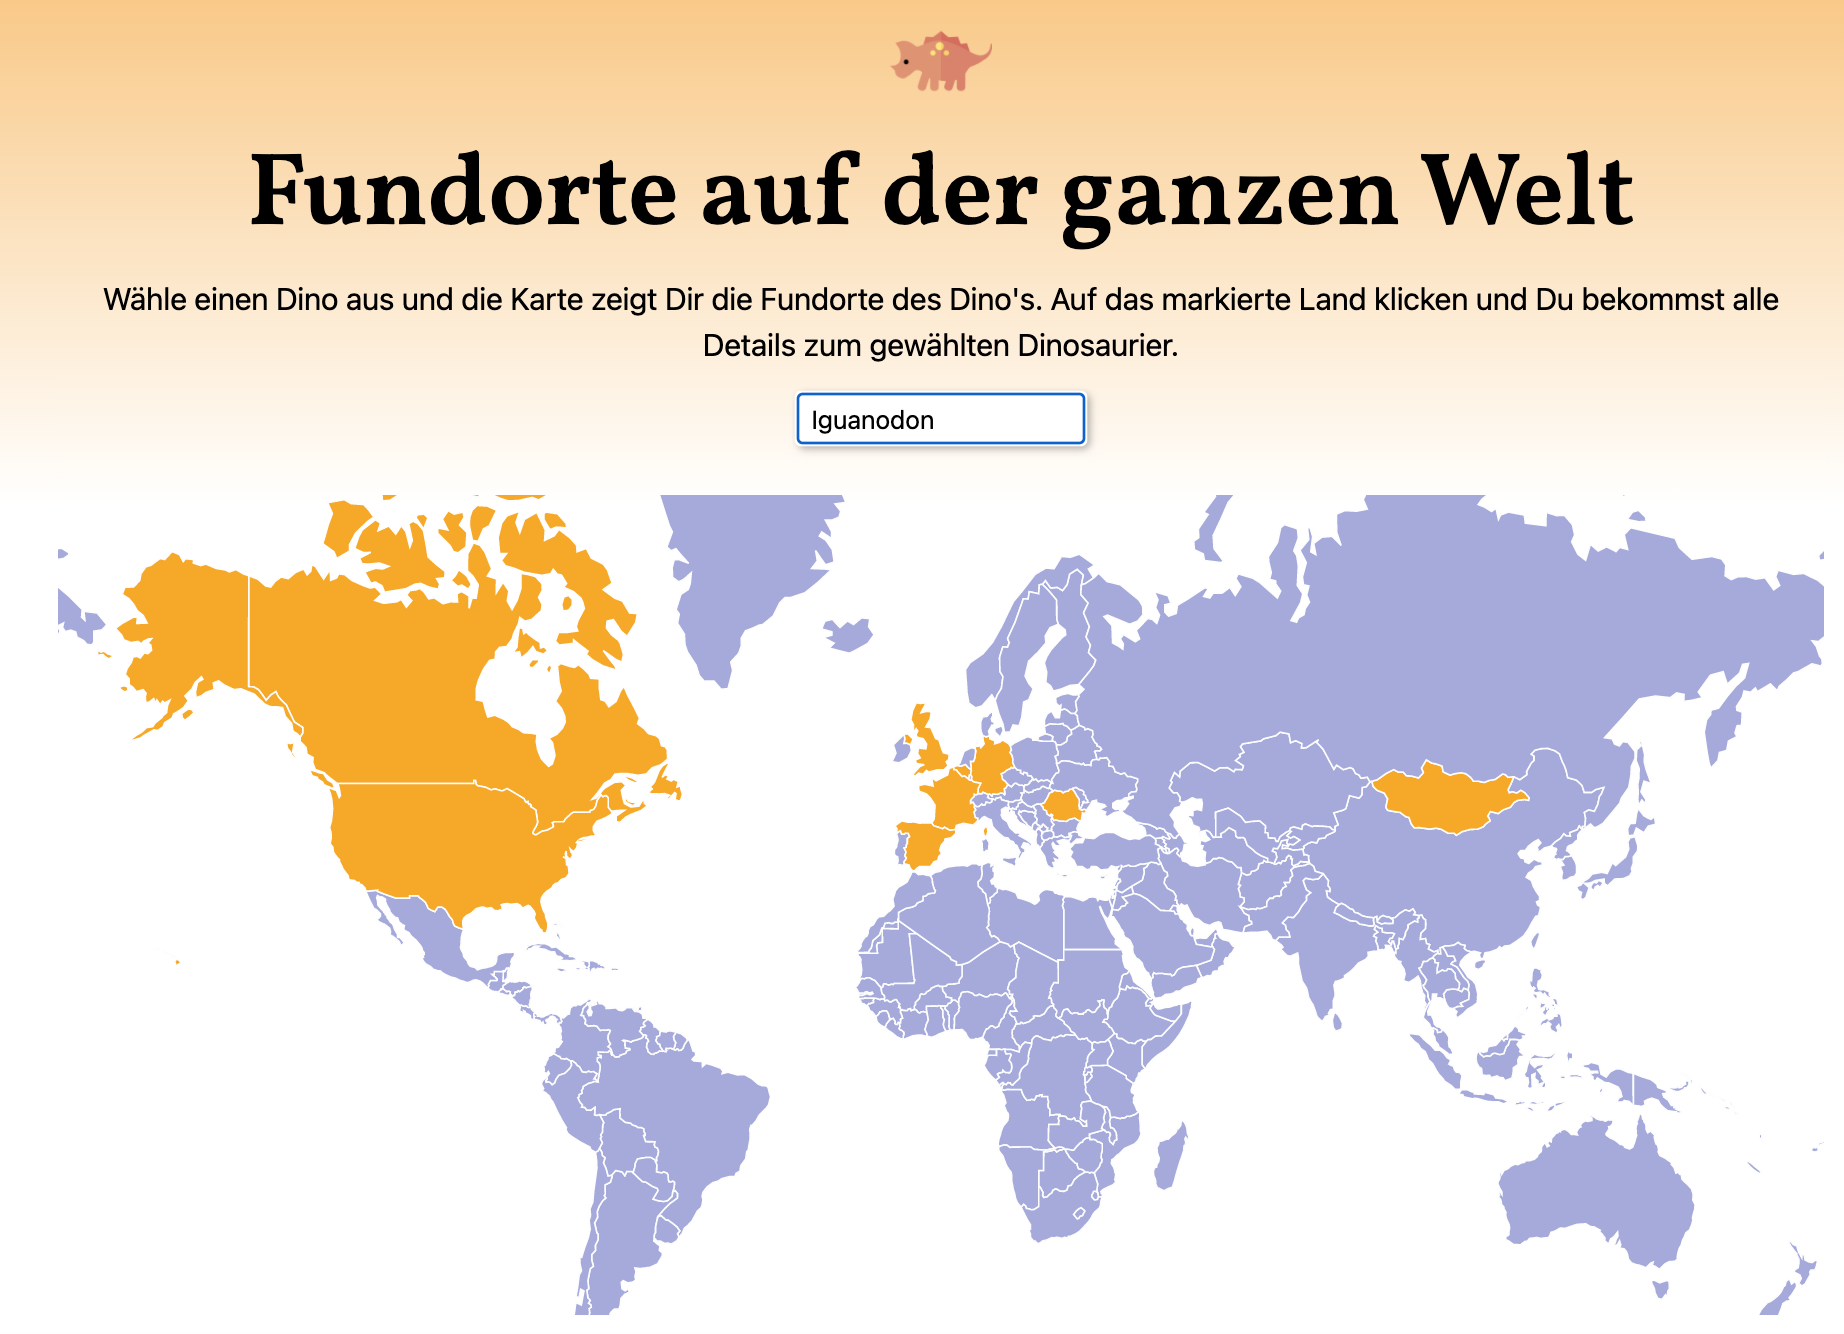 Fundorte auf der ganzen Welt
Wähle einen Dino aus und die Karte zeigt Dir die Fundorte des Dino's. Auf das markierte Land klicken und Du bekommst alle
Details zum gewählten Dinosaurier.
Iguanodon